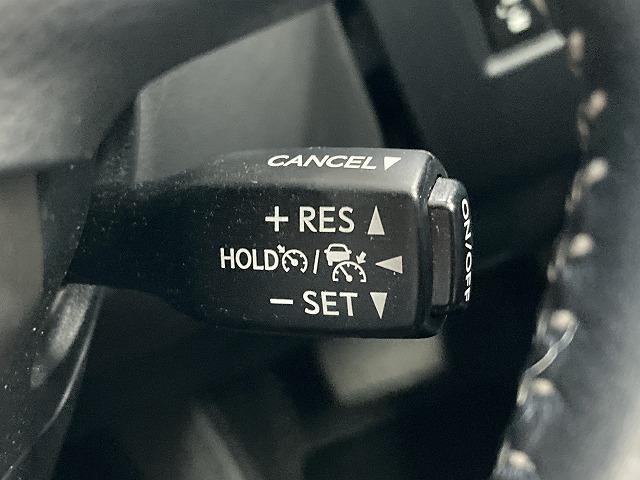 CANCEL▼
+ RES ▲
HOLD / ◀
− SET ▼
ON/OFF